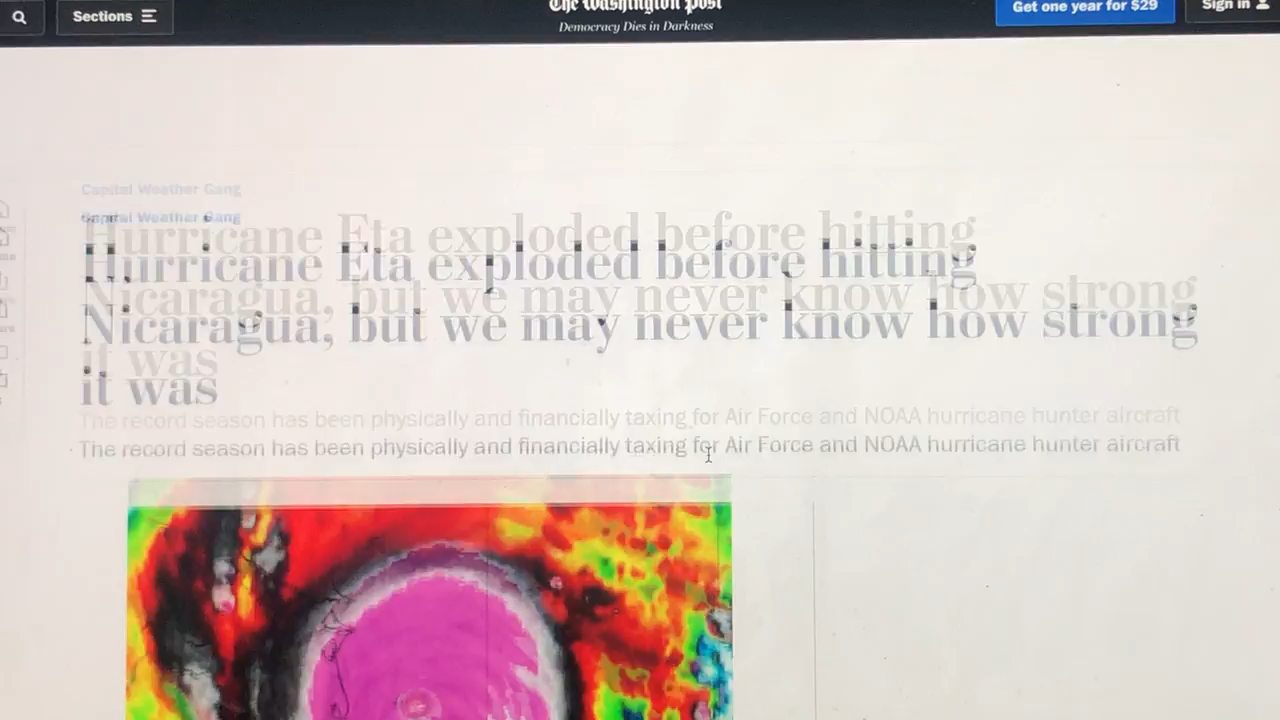 Sections
The Washington Post
Get one year for $29
Sign in
Democracy Dies in Darkness
Capital Weather Gang
Hurricane Eta exploded before hitting
Nicaragua, but we may never know how strong
it was
The record season has been physically and financially taxing for Air Force and NOAA hurricane hunter aircraft